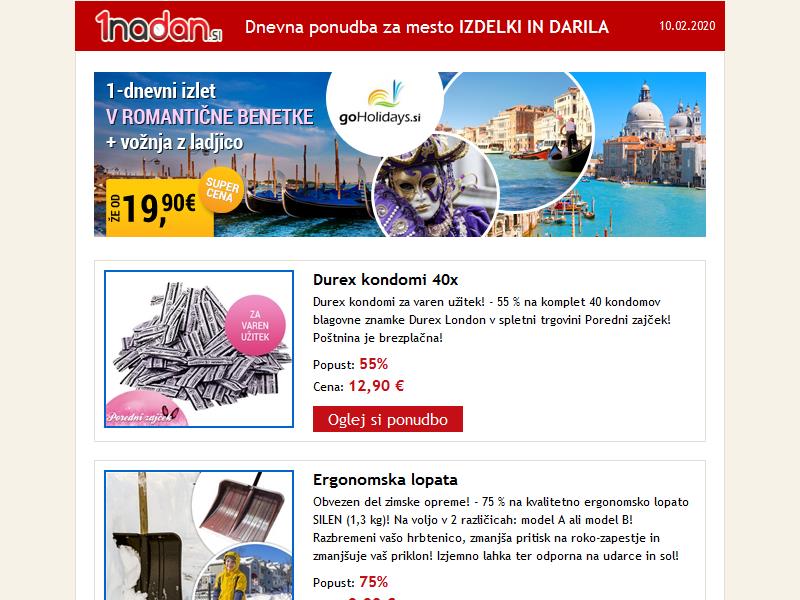 1nadan.si
Dnevna ponudba za mesto IZDELKI IN DARILA
10.02.2020
1-dnevni izlet
V ROMANTIČNE BENETKE
+ vožnja z ladjico
ŽE OD 19,90€
SUPER
CENA
goHolidays.si
Durex kondomi 40x
Durex kondomi za varen užitek! - 55 % na komplet 40 kondomov
blagovne znamke Durex London v spletni trgovini Poredni zajček!
Poštnina je brezplačna!
Popust: 55%
Cena: 12,90 €
Oglej si ponudbo
ZA
VAREN
UŽITEK
Poredni zajček
Ergonomska lopata
Obvezen del zimske opreme! - 75 % na kvalitetno ergonomsko lopato
SILEN (1,3 kg)! Na voljo v 2 različicah: model A ali model B!
Razbremeni vašo hrbtenico, zmanjša pritisk na roko-zapestje in
zmanjšuje vaš priklon! Izjemno lahka ter odporna na udarce in sol!
Popust: 75%